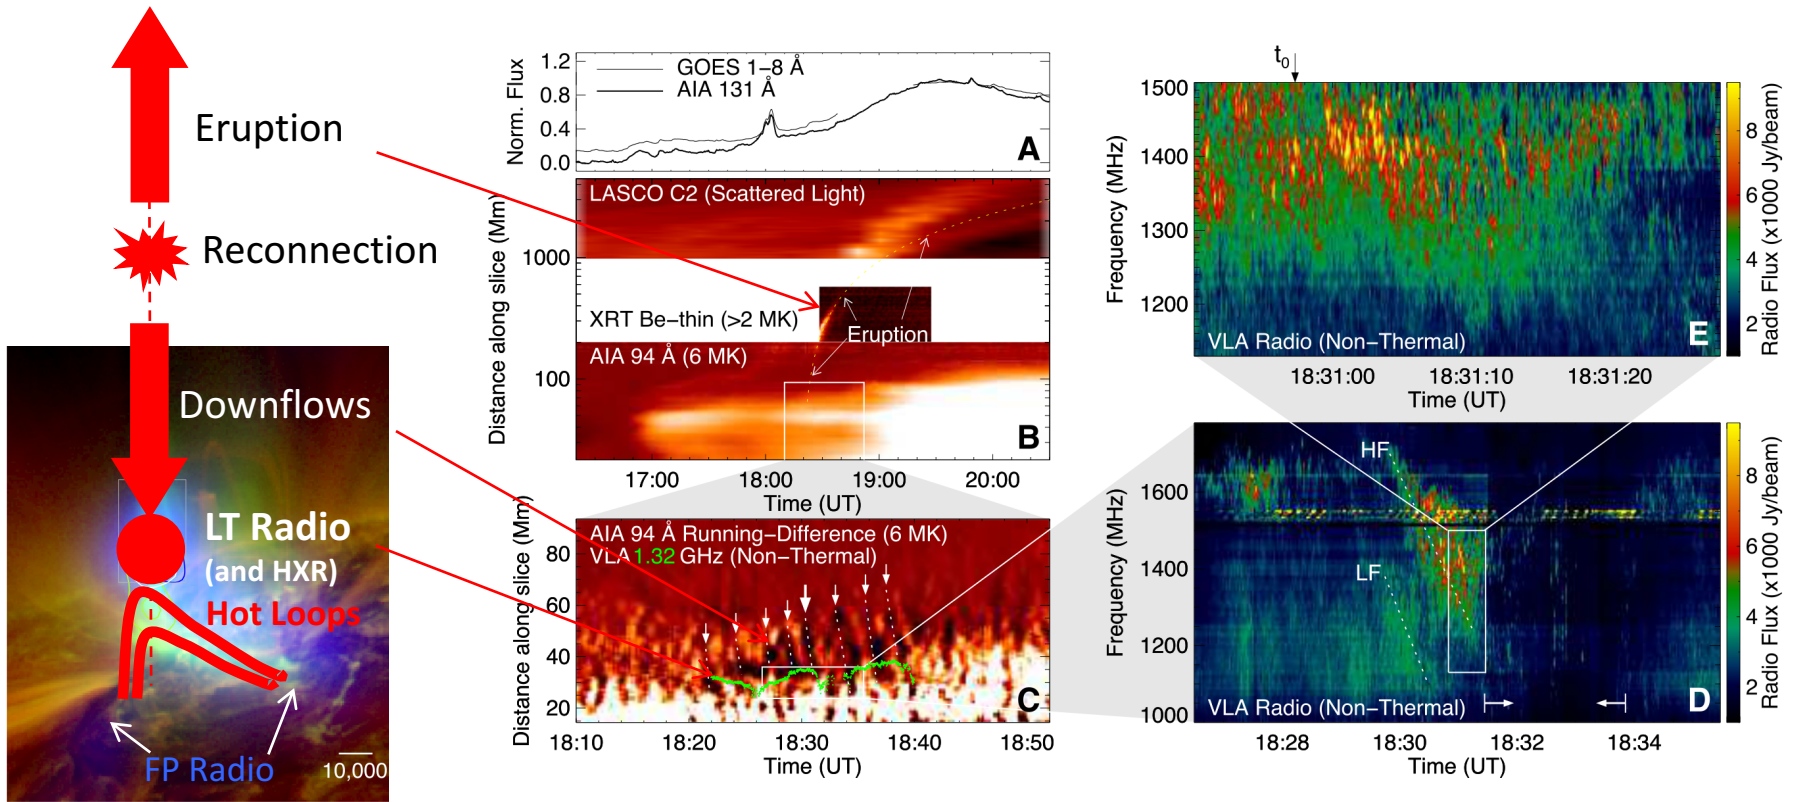 Eruption
Reconnection
Downflows
LT Radio
(and HXR)
Hot Loops
FP Radio
10,000
Norm. Flux
1.2
0.8
0.4
0.0
GOES 1–8 Å
AIA 131 Å
A
Distance along slice (Mm)
1000
100
LASCO C2 (Scattered Light)
XRT Be–thin (>2 MK)
Eruption
AIA 94 Å (6 MK)
B
17:00
18:00
19:00
20:00
Time (UT)
Distance along slice (Mm)
80
60
40
20
AIA 94 Å Running–Difference (6 MK)
VLA 1.32 GHz (Non–Thermal)
C
18:10
18:20
18:30
18:40
18:50
Time (UT)
t0
Frequency (MHz)
1500
1400
1300
1200
VLA Radio (Non–Thermal)
E
18:31:00
18:31:10
18:31:20
Time (UT)
8
6
4
2
Radio Flux (x1000 Jy/beam)
Frequency (MHz)
1600
1400
1200
1000
HF
LF
VLA Radio (Non–Thermal)
D
18:28
18:30
18:32
18:34
Time (UT)
8
6
4
2
Radio Flux (x1000 Jy/beam)